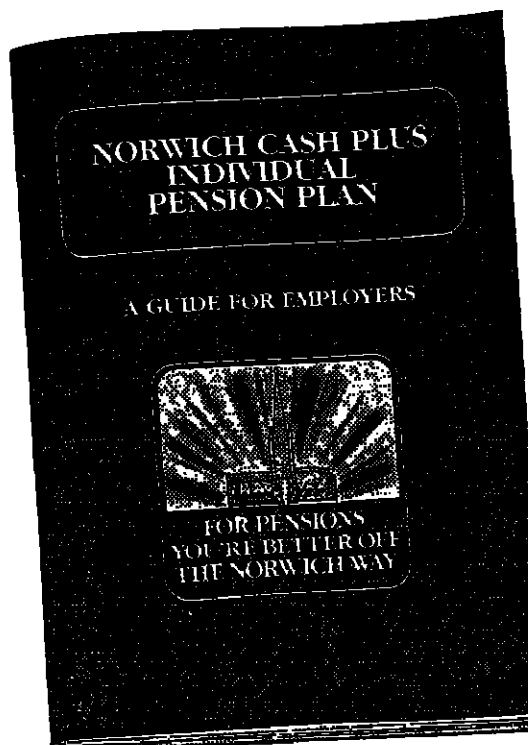 NORWICH CASH PLUS
INDIVIDUAL
PENSION PLAN
A GUIDE FOR EMPLOYERS
FOR PENSIONS
YOU'RE BETTER OFF
THE NORWICH WAY